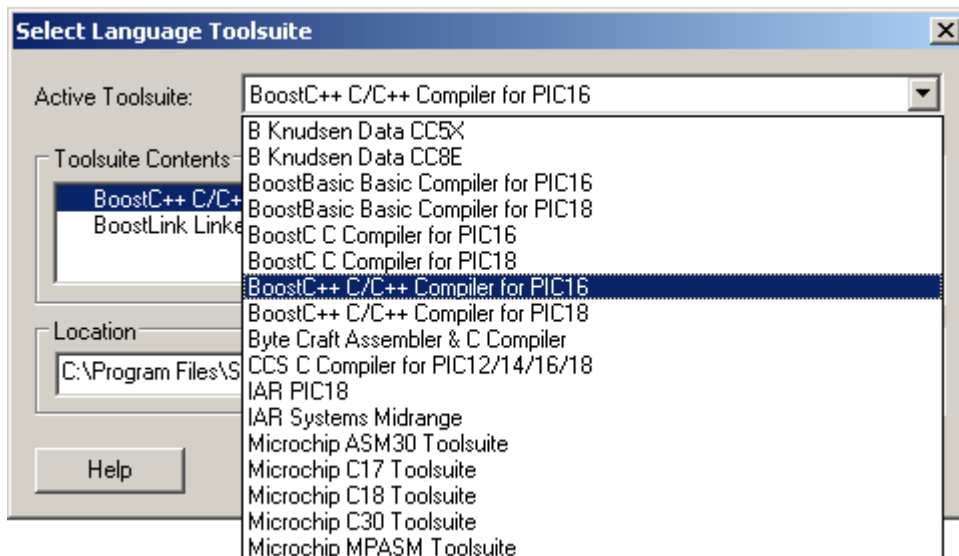 Select Language Toolsuite
Active Toolsuite:
BoostC++ C/C++ Compiler for PIC16
B Knudsen Data CC5X
B Knudsen Data CC8E
BoostBasic Basic Compiler for PIC16
BoostBasic Basic Compiler for PIC18
BoostC C Compiler for PIC16
BoostC C Compiler for PIC18
BoostC++ C/C++ Compiler for PIC16
BoostC++ C/C++ Compiler for PIC18
Byte Craft Assembler & C Compiler
CCS C Compiler for PIC12/14/16/18
IAR PIC18
IAR Systems Midrange
Microchip ASM30 Toolsuite
Microchip C17 Toolsuite
Microchip C18 Toolsuite
Microchip C30 Toolsuite
Microchip MPASM Toolsuite
Toolsuite Contents
BoostC++ C/C+
BoostLink Linke
Location
C:\Program Files\S
Help